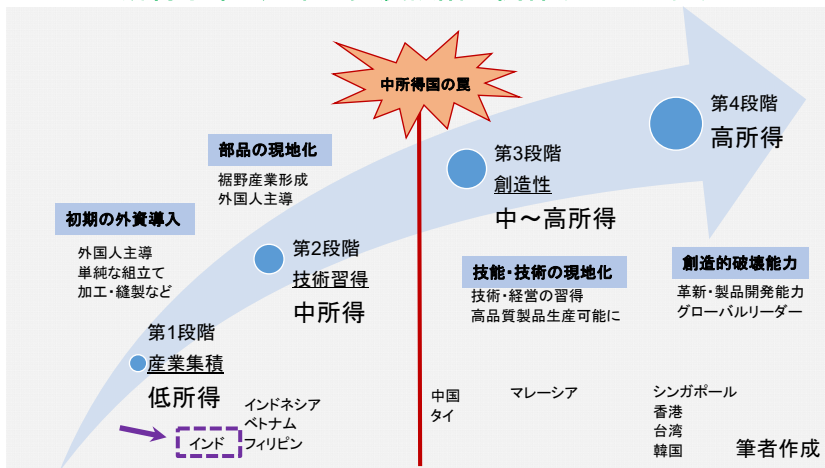 中所得国の罠
第4段階
高所得
部品の現地化
裾野産業形成
外国人主導
第3段階
創造性
中～高所得
初期の外資導入
外国人主導
単純な組立て
加工・縫製など
第2段階
技術習得
中所得
技能・技術の現地化
技術・経営の習得
高品質製品生産可能に
創造的破壊能力
革新・製品開発能力
グローバルリーダー
第1段階
産業集積
低所得
インド
インドネシア
ベトナム
フィリピン
中国
タイ
マレーシア
シンガポール
香港
台湾
韓国
筆者作成